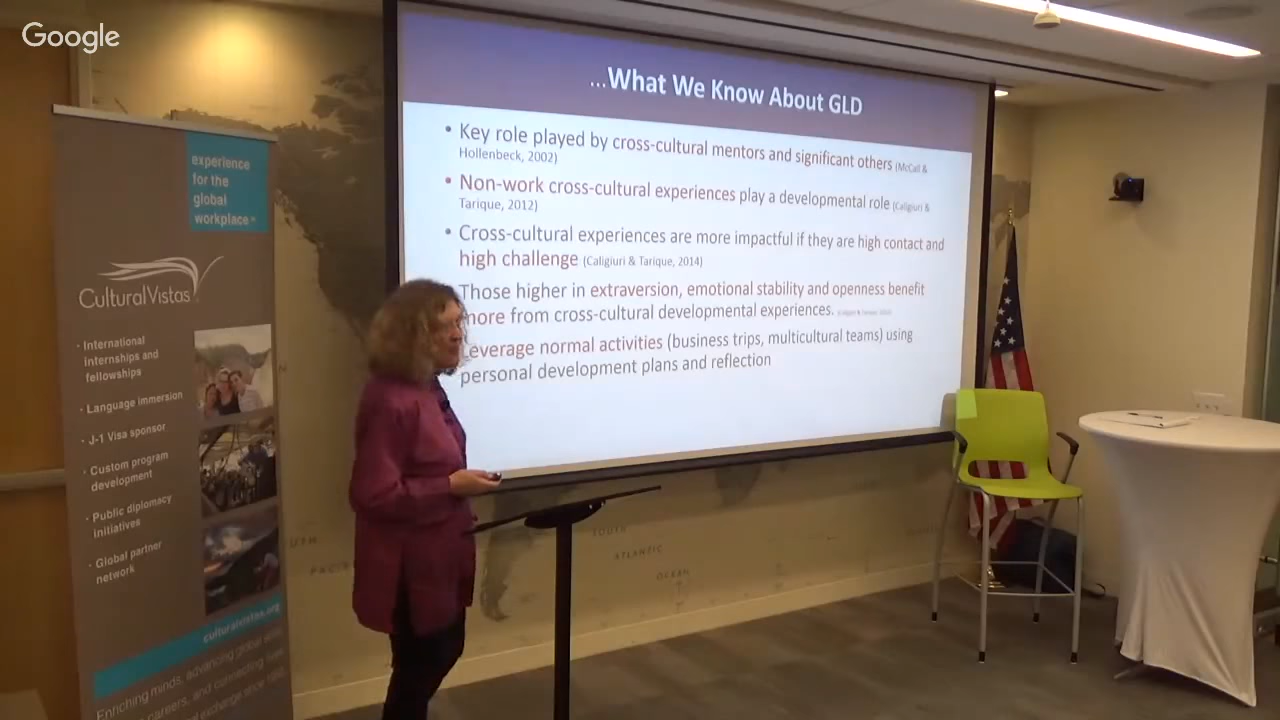 Google
experience
for the
global
workplace
CulturalVistas
· International
internships and
fellowships
· Language immersion
· J-1 Visa sponsor
· Custom program
development
· Public diplomacy
initiatives
· Global partner
network
culturalvistas.org
Enriching minds, advancing global
careers, and connecting
and exchange since
...What We Know About GLD
• Key role played by cross-cultural mentors and significant others (McCall &
Hollenbeck, 2002)
• Non-work cross-cultural experiences play a developmental role (Caligiuri &
Tarique, 2012)
• Cross-cultural experiences are more impactful if they are high contact and
high challenge (Caligiuri & Tarique, 2014)
Those higher in extraversion, emotional stability and openness benefit
more from cross-cultural developmental experiences.
Leverage normal activities (business trips, multicultural teams) using
personal development plans and reflection
SOUTH
ATLANTIC
OCEAN